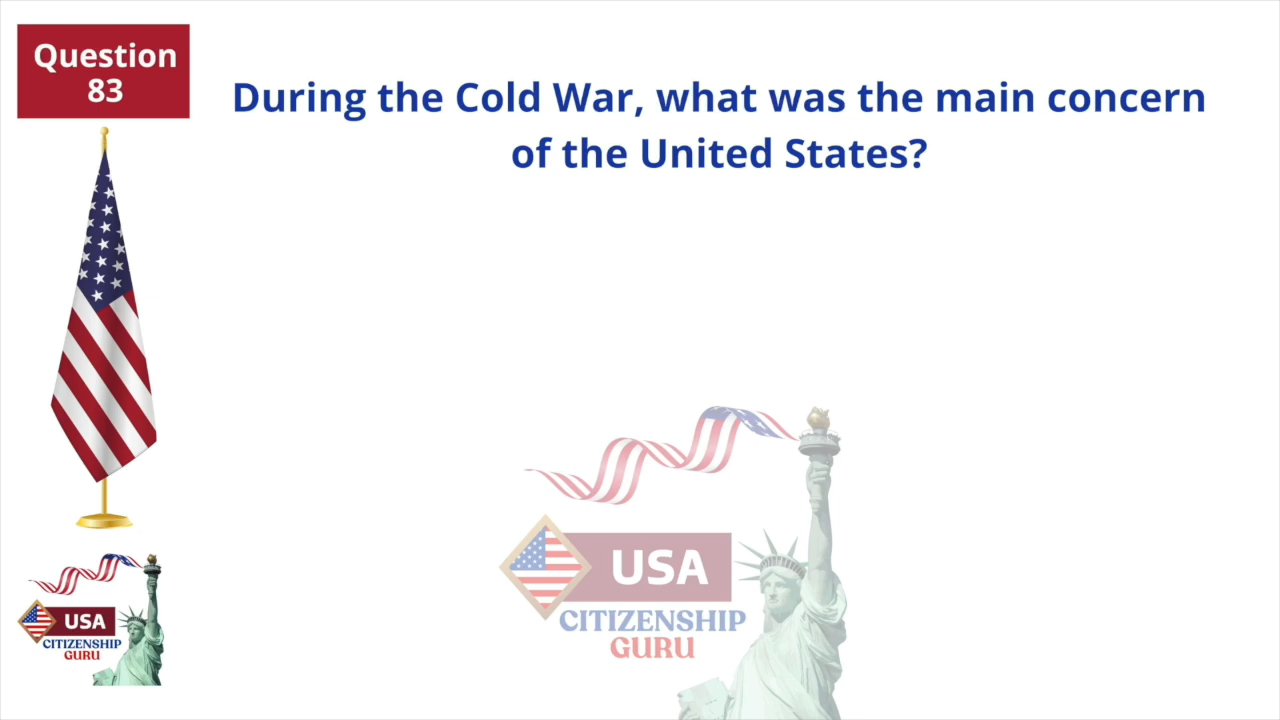 Question
83
During the Cold War, what was the main concern
of the United States?
USA
CITIZENSHIP
GURU
USA
CITIZENSHIP
GURU